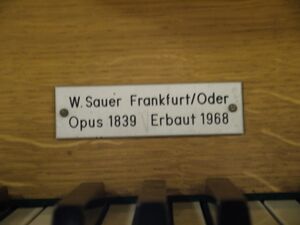 W. Sauer Frankfurt/Oder
Opus 1839 Erbaut 1968